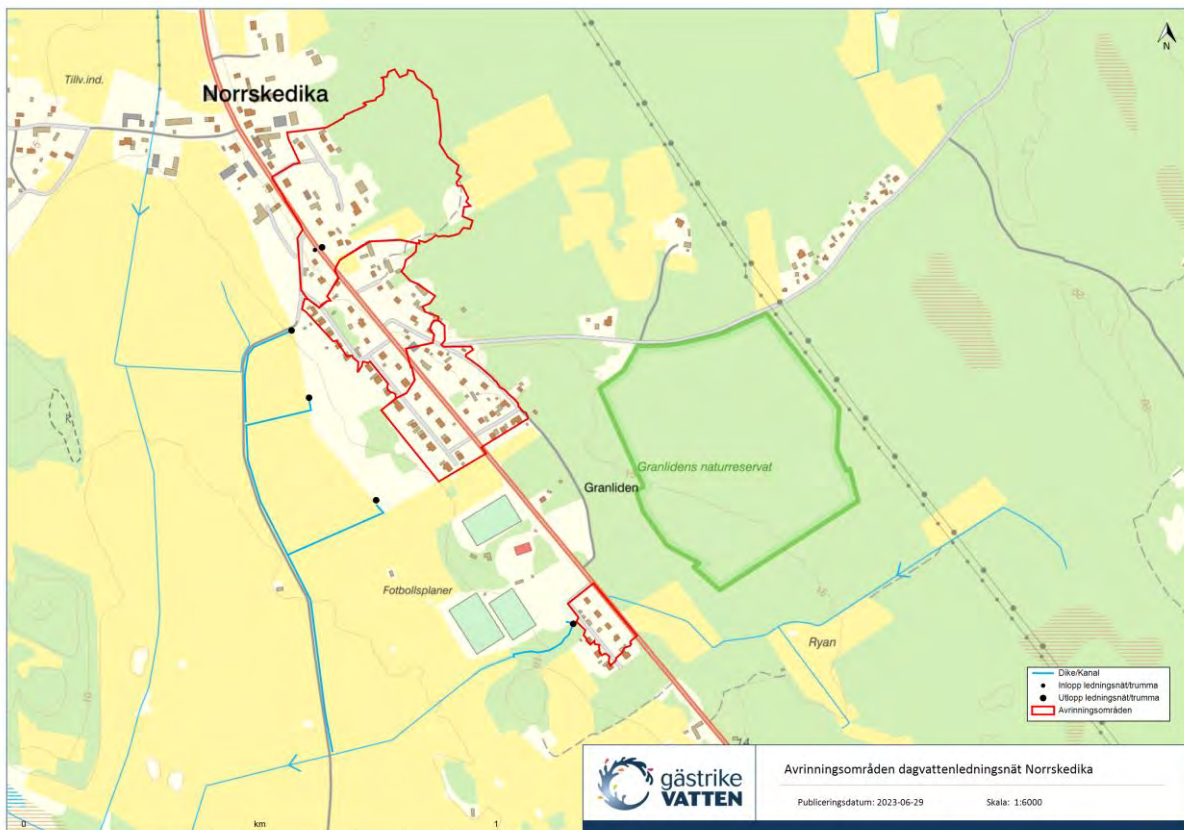 N
Tillv.ind.
Norrskedika
Granlidens naturreservat
Granliden
Fotbollsplaner
Ryan
Dike/Kanal
Inlopp ledningsnät/trumma
Utlopp ledningsnät/trumma
Avrinningsområden
gästrike
VATTEN
Avrinningsområden dagvattenledningsnät Norrskedika
Publiceringsdatum: 2023-06-29 Skala: 1:6000
0 km 1